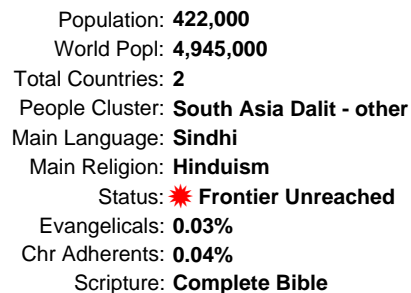 Population: 422,000
World Popl: 4,945,000
Total Countries: 2
People Cluster: South Asia Dalit - other
Main Language: Sindhi
Main Religion: Hinduism
Status: Frontier Unreached
Evangelicals: 0.03%
Chr Adherents: 0.04%
Scripture: Complete Bible